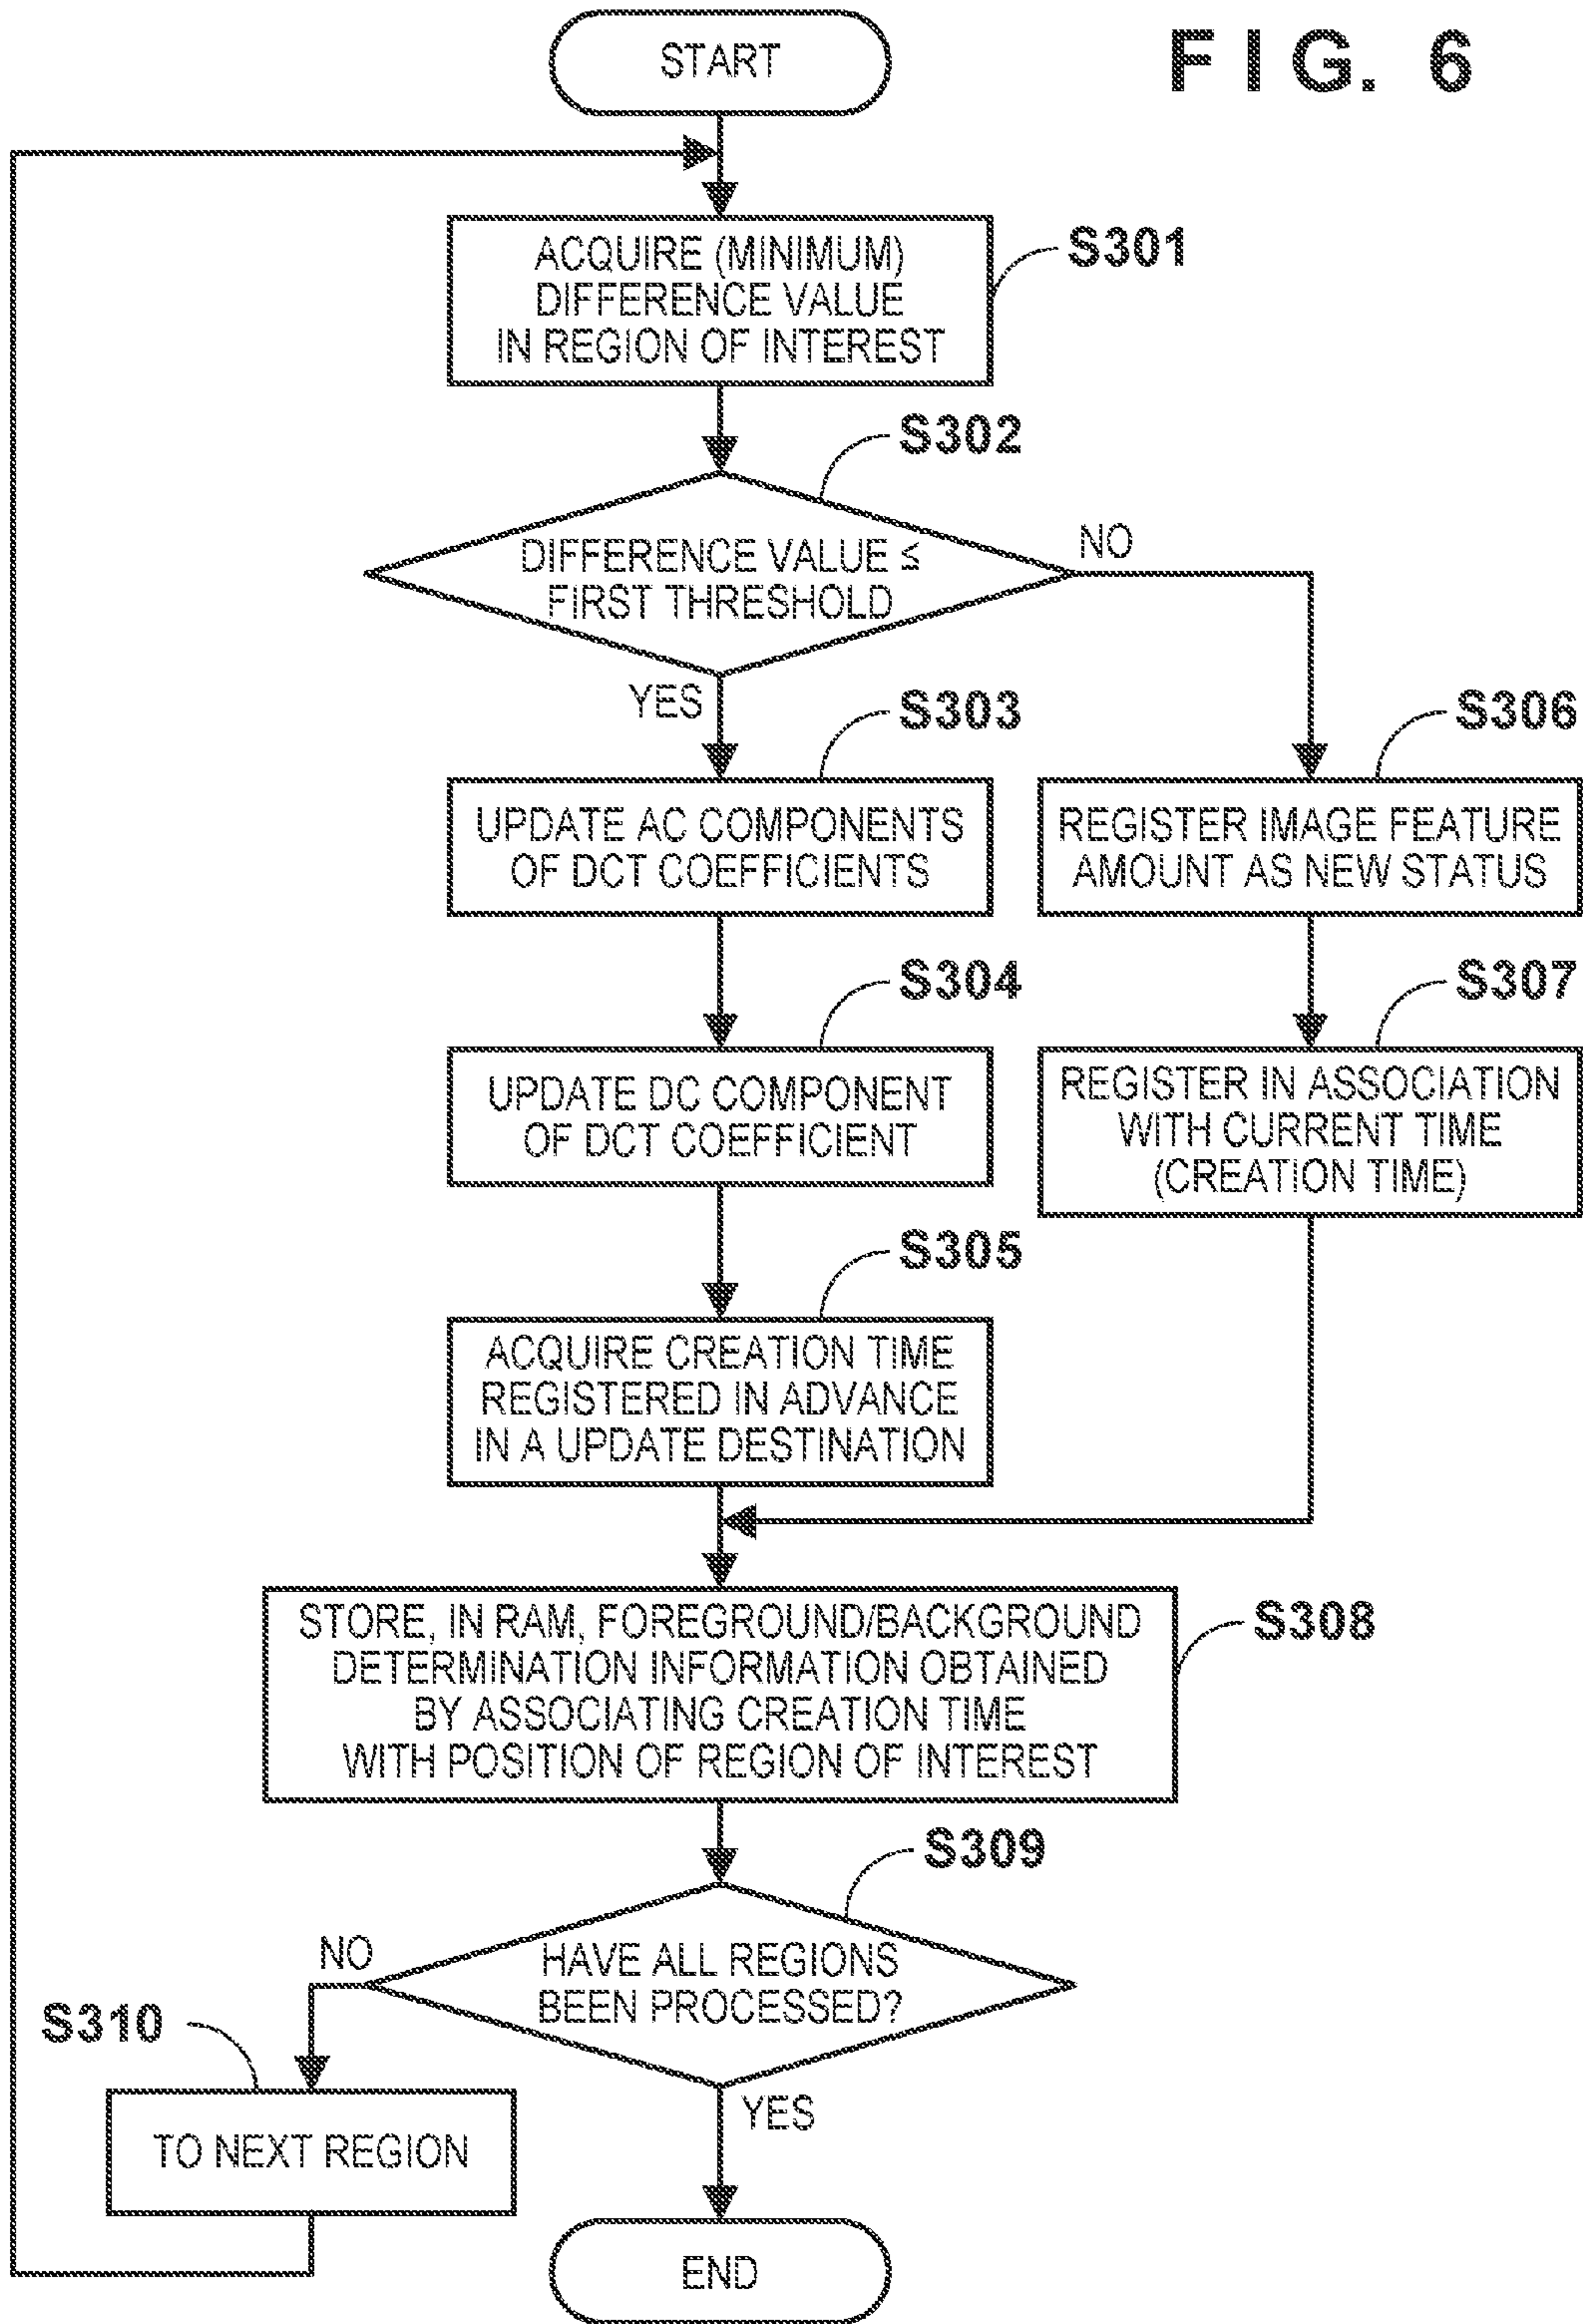 FIG. 6
START
ACQUIRE (MINIMUM)
DIFFERENCE VALUE
IN REGION OF INTEREST
S301
S302
DIFFERENCE VALUE ≤
FIRST THRESHOLD
NO
YES
S303
UPDATE AC COMPONENTS
OF DCT COEFFICIENTS
S306
REGISTER IMAGE FEATURE
AMOUNT AS NEW STATUS
S304
UPDATE DC COMPONENT
OF DCT COEFFICIENT
S307
REGISTER IN ASSOCIATION
WITH CURRENT TIME
(CREATION TIME)
S305
ACQUIRE CREATION TIME
REGISTERED IN ADVANCE
IN A UPDATE DESTINATION
STORE, IN RAM, FOREGROUND/BACKGROUND
DETERMINATION INFORMATION OBTAINED
BY ASSOCIATING CREATION TIME
WITH POSITION OF REGION OF INTEREST
S308
S309
HAVE ALL REGIONS
BEEN PROCESSED?
NO
S310
TO NEXT REGION
YES
END